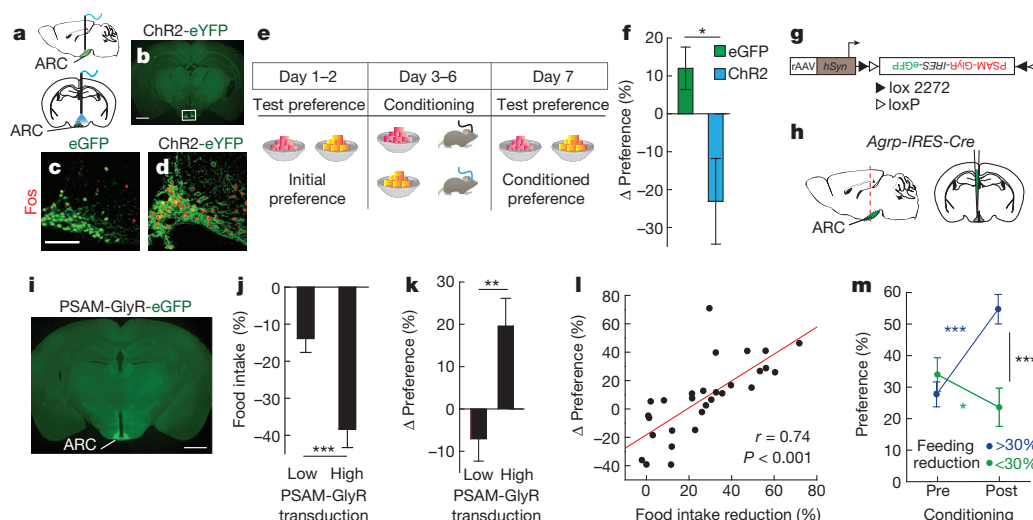 a
ARC
ARC
ChR2-eYFP
b
eGFP
ChR2-eYFP
Fos
c
d
e
Day 1–2
Day 3–6
Day 7
Test preference
Conditioning
Test preference
Initial
preference
Conditioned
preference
f
Δ Preference (%)
20
10
0
−10
−20
−30
*
eGFP
ChR2
g
rAAV
hSyn
PSAM-GlyR-IRES-eGFP
lox 2272
loxP
h
Agrp-IRES-Cre
ARC
i
PSAM-GlyR-eGFP
ARC
j
Food intake (%)
0
−10
−20
−30
−40
***
Low High
PSAM-GlyR
transduction
k
Δ Preference (%)
30
20
10
0
−10
**
Low High
PSAM-GlyR
transduction
l
Δ Preference (%)
80
60
40
20
0
−20
−40
r = 0.74
P < 0.001
0 20 40 60 80
Food intake reduction (%)
m
Preference (%)
60
50
40
30
20
10
0
***
*
***
Feeding
reduction
>30%
<30%
Pre Post
Conditioning